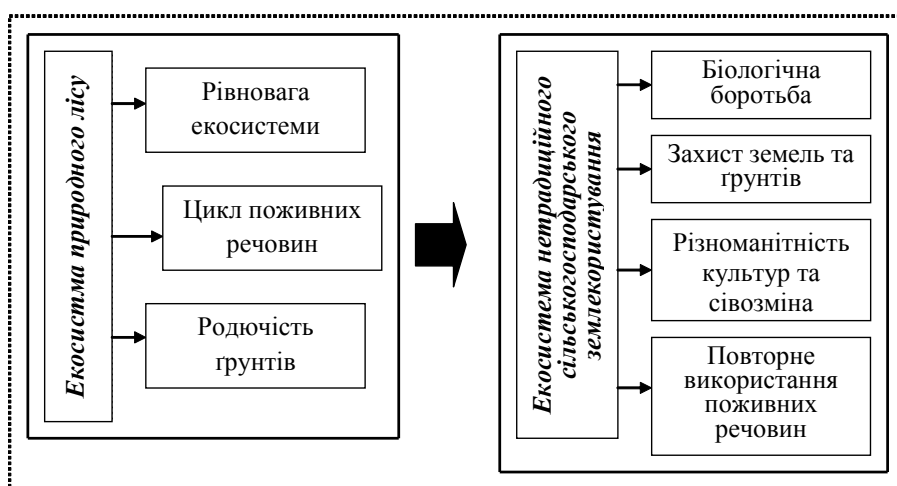 Екосистма природного лісу
Рівновага
екосистеми
Цикл поживних
речовин
Родючість
ґрунтів
Екосистема нетрадиційного
сільськогосподарського
землекористування
Біологічна
боротьба
Захист земель та
ґрунтів
Різноманітність
культур та
сівозміна
Повторне
використання
поживних
речовин